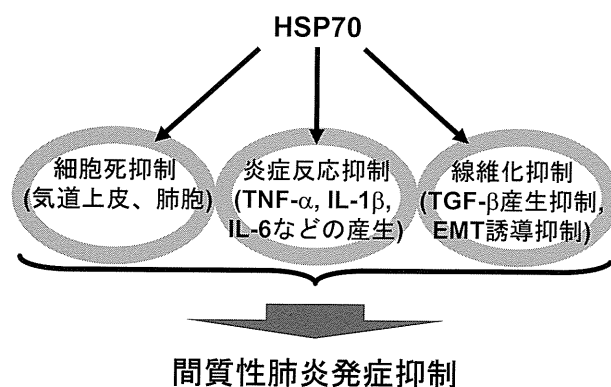 HSP70
細胞死抑制
(気道上皮、肺胞)
炎症反応抑制
(TNF-α, IL-1β,
IL-6などの産生)
線維化抑制
(TGF-β産生抑制,
EMT誘導抑制)
間質性肺炎発症抑制